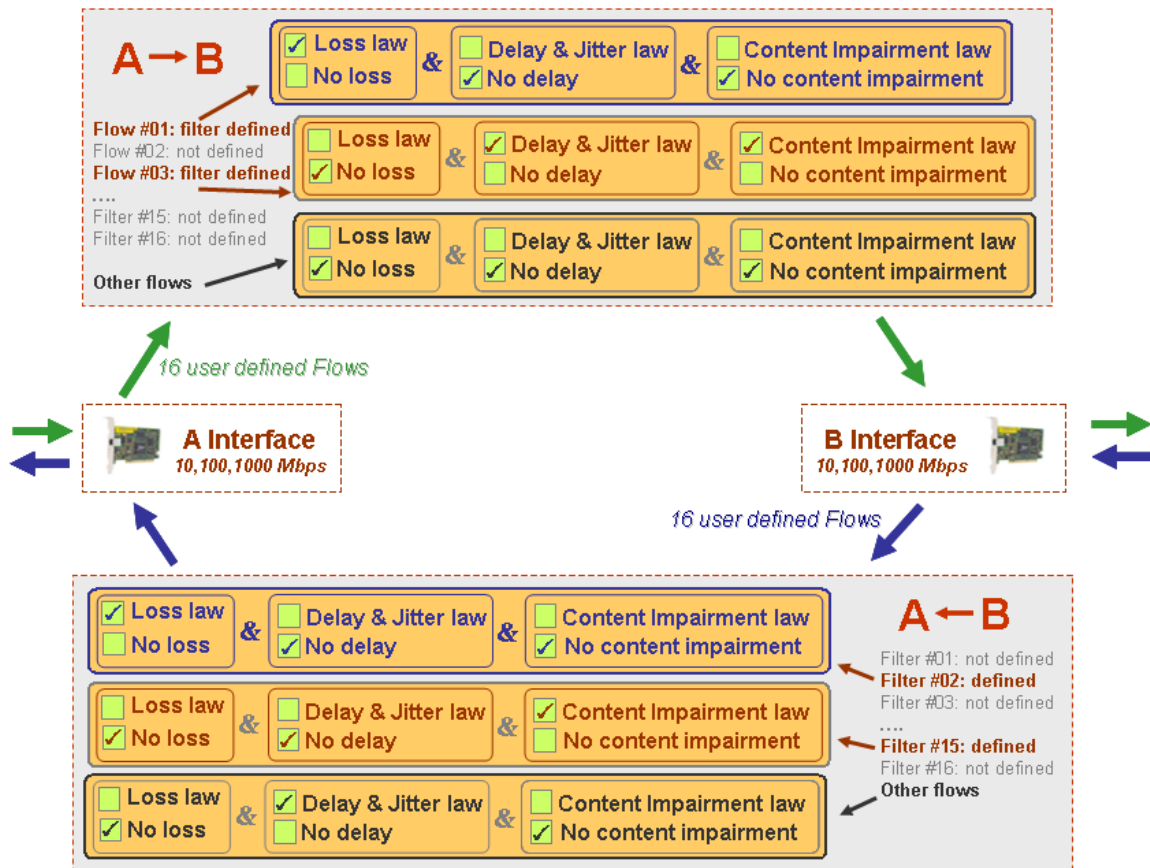 A → B
Loss law
No loss
&
Delay & Jitter law
No delay
&
Content Impairment law
No content impairment
Flow #01: filter defined
Flow #02: not defined
Flow #03: filter defined
....
Filter #15: not defined
Filter #16: not defined
Other flows
Loss law
No loss
&
Delay & Jitter law
No delay
&
Content Impairment law
No content impairment
Loss law
No loss
&
Delay & Jitter law
No delay
&
Content Impairment law
No content impairment
16 user defined Flows
A Interface
10,100,1000 Mbps
B Interface
10,100,1000 Mbps
16 user defined Flows
Loss law
No loss
&
Delay & Jitter law
No delay
&
Content Impairment law
No content impairment
Loss law
No loss
&
Delay & Jitter law
No delay
&
Content Impairment law
No content impairment
Loss law
No loss
&
Delay & Jitter law
No delay
&
Content Impairment law
No content impairment
A ← B
Filter #01: not defined
Filter #02: defined
Filter #03: not defined
....
Filter #15: defined
Filter #16: not defined
Other flows